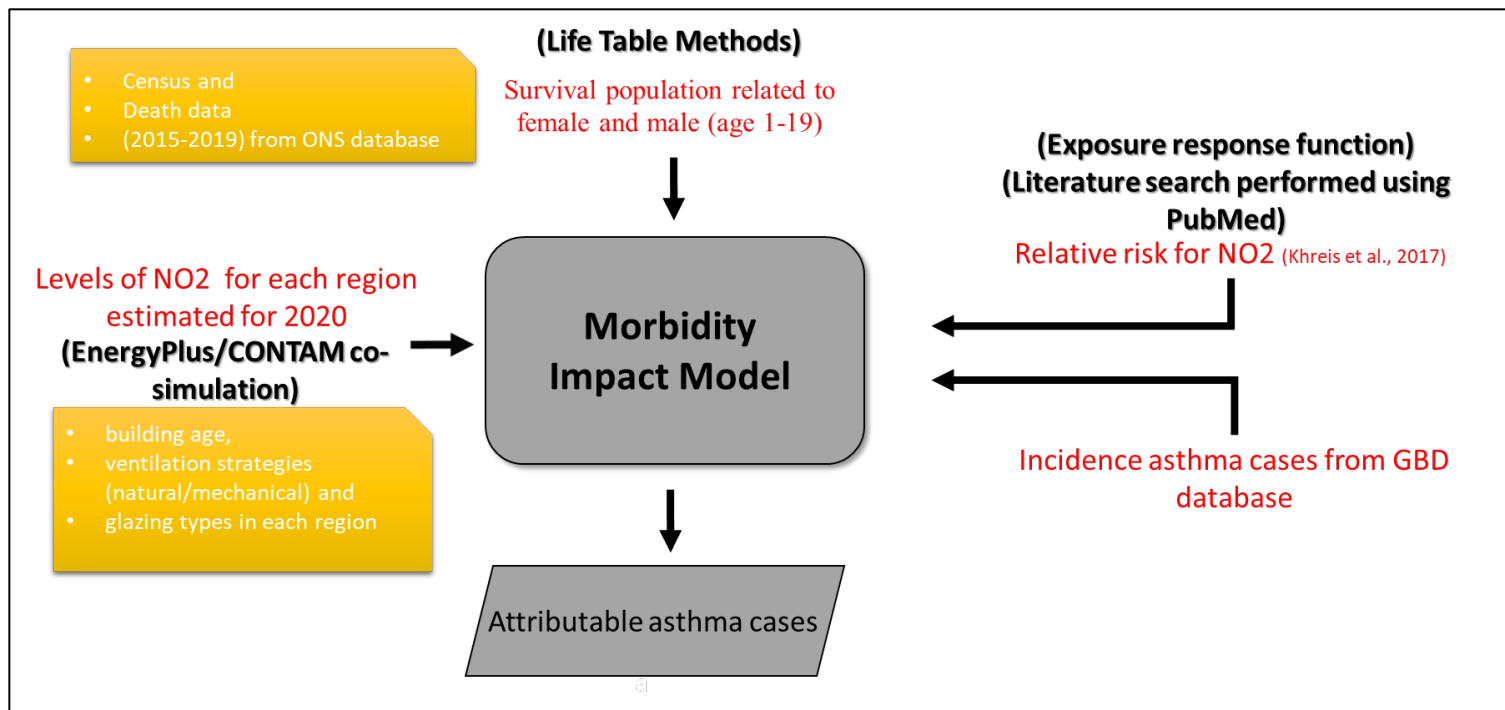 • Census and
• Death data
• (2015-2019) from ONS database
(Life Table Methods)
Survival population related to
female and male (age 1-19)
(Exposure response function)
(Literature search performed using
PubMed)
Relative risk for NO2 (Khreis et al., 2017)
Levels of NO2 for each region
estimated for 2020
(EnergyPlus/CONTAM co-
simulation)
• building age,
• ventilation strategies
(natural/mechanical) and
• glazing types in each region
Morbidity
Impact Model
Incidence asthma cases from GBD
database
Attributable asthma cases
a